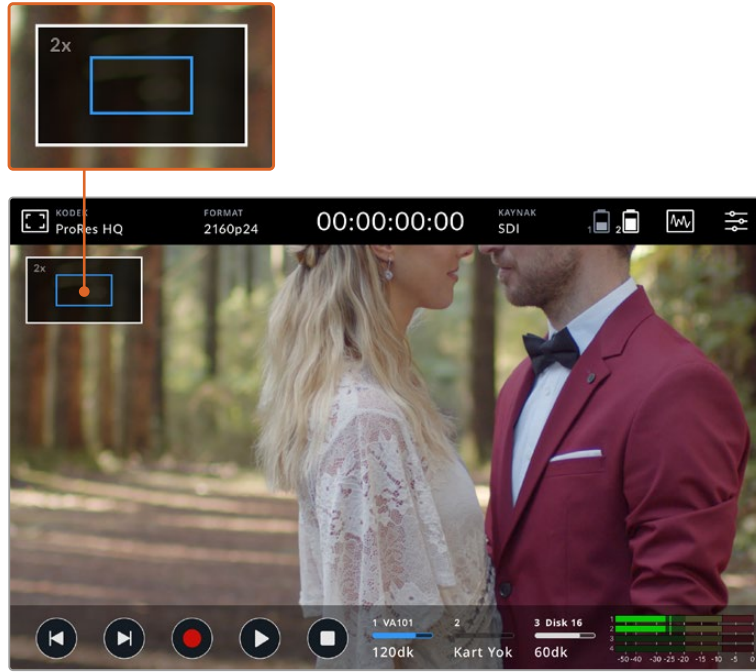 2x
KODEK
ProRes HQ
FORMAT
2160p24
00:00:00:00
KAYNAK
SDI
1
2
2x
1 VA101
120dk
2
Kart Yok
3 Disk 16
60dk
1
2
3
4
-50 -40 -30 -25 -20 -15 -10 -5 0